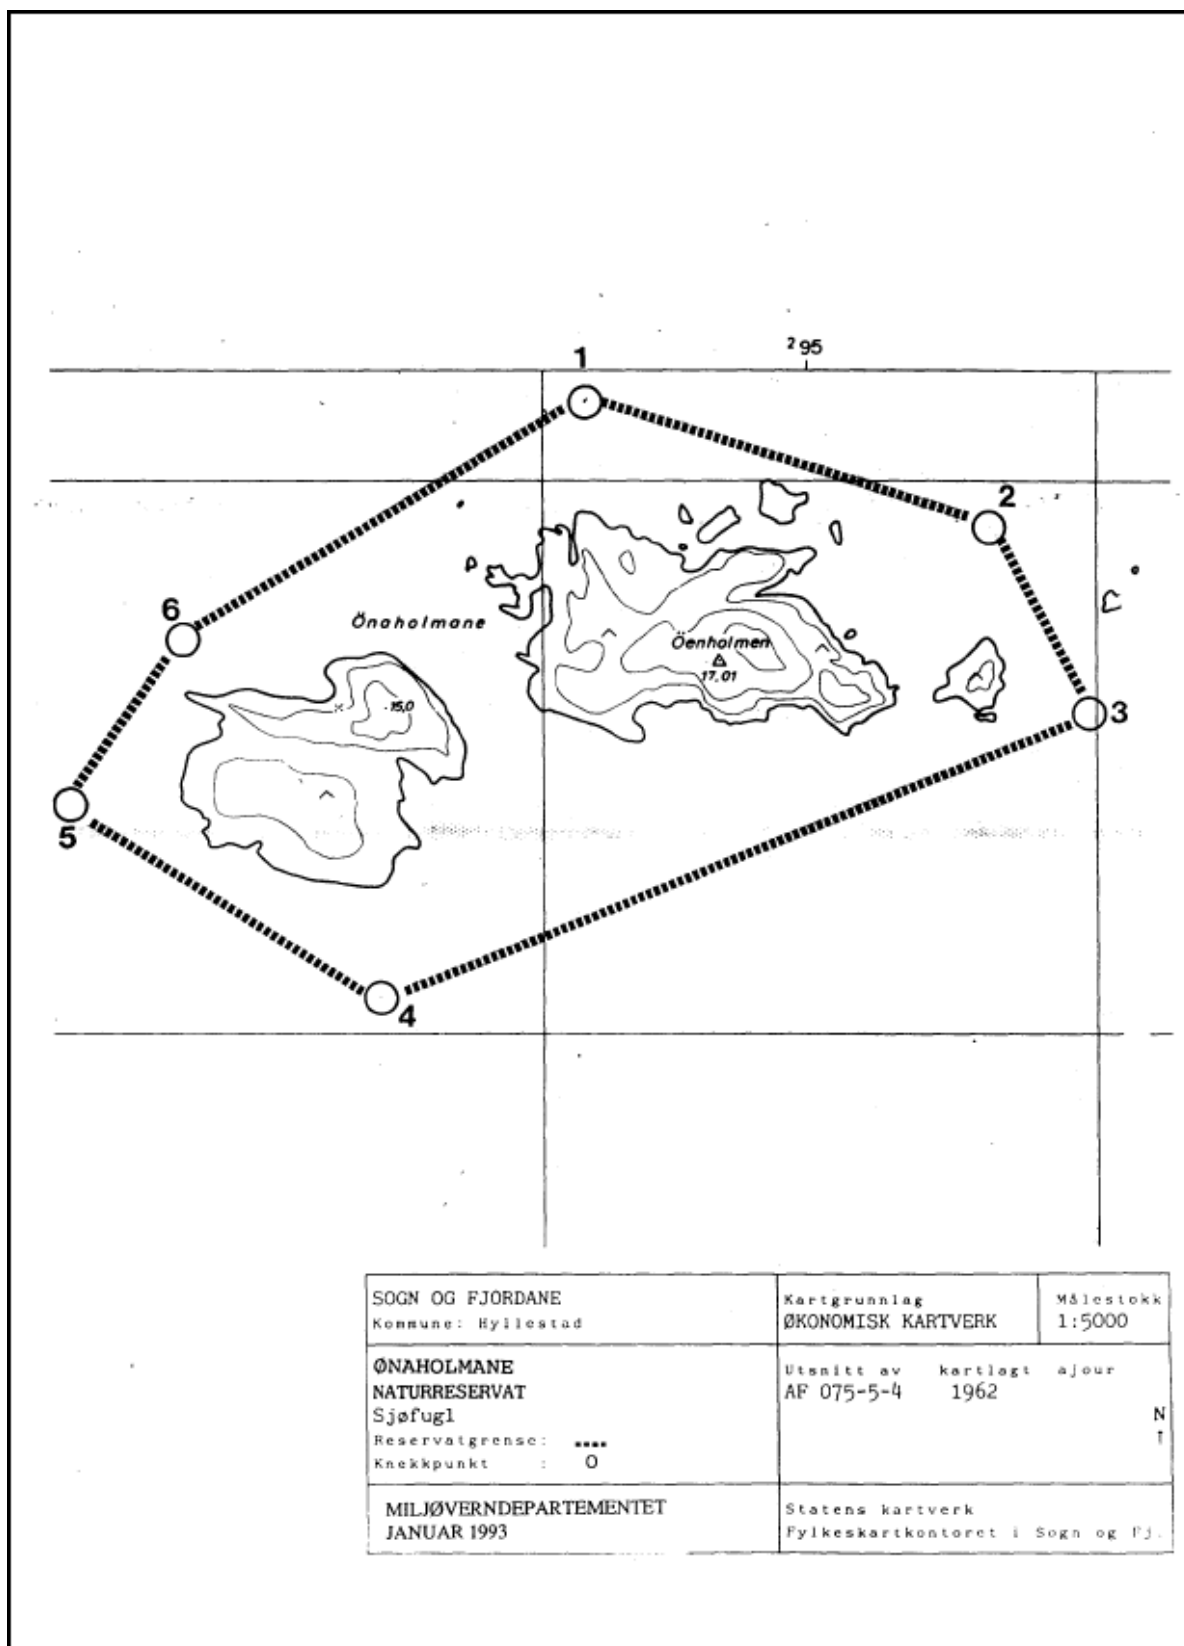 1
²95
2
6
Önaholmane
Öenholmen
17,01
15,0
3
5
4
SOGN OG FJORDANE
Kommune: Hyllestad
Kartgrunnlag
ØKONOMISK KARTVERK
Målestokk
1:5000
ØNAHOLMANE
NATURRESERVAT
Sjøfugl
Reservatgrense:
Knekkpunkt : O
Utsnitt av kartlagt ajour
AF 075-5-4 1962
N
↑
MILJØVERNDEPARTEMENTET
JANUAR 1993
Statens kartverk
Fylkeskartkontoret i Sogn og Fj.